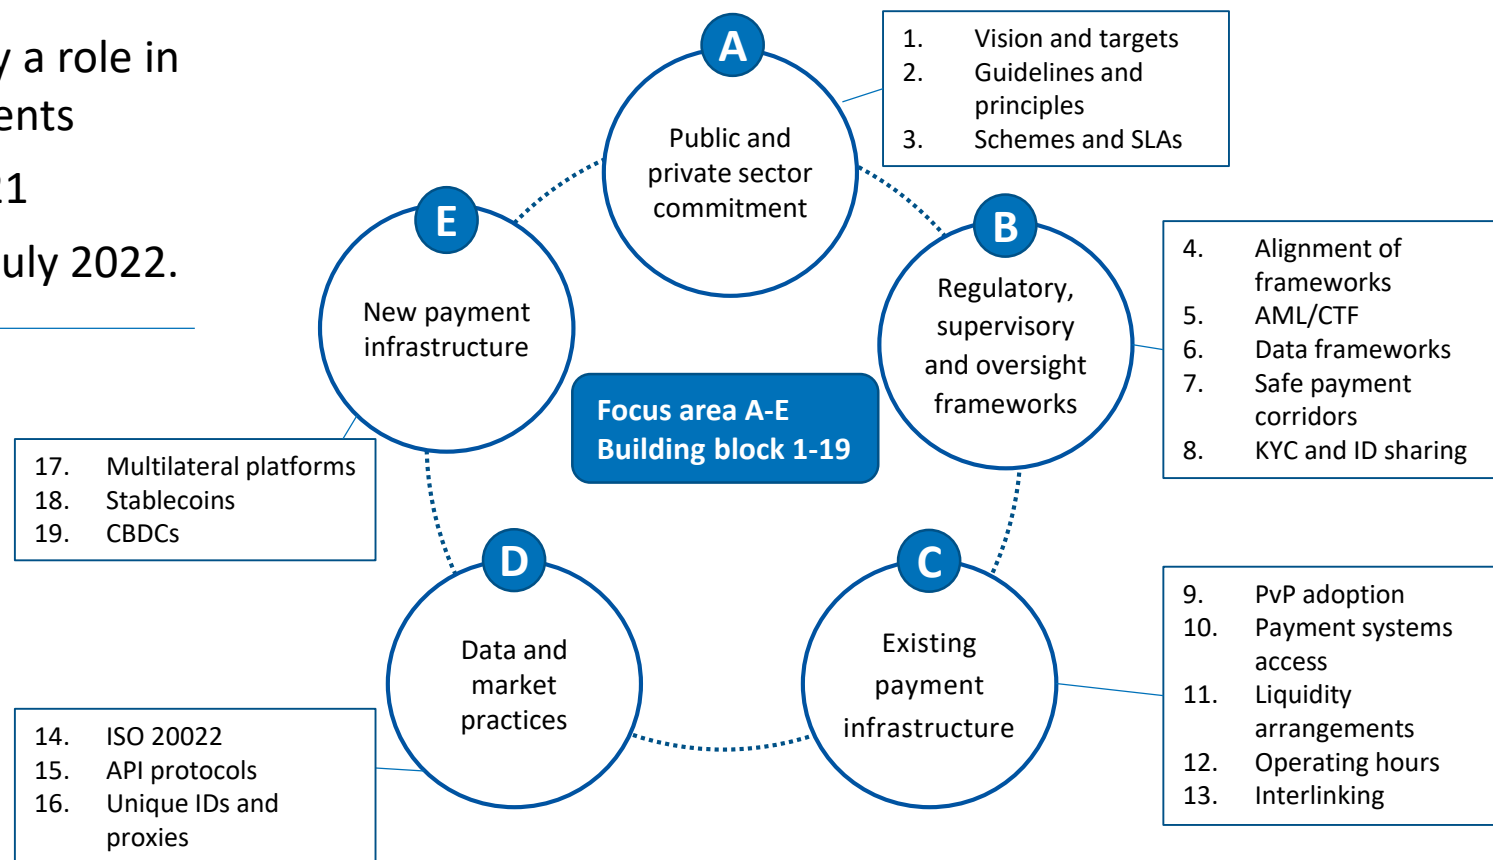 y a role in
ents
21
uly 2022.
A
Public and
private sector
commitment
1. Vision and targets
2. Guidelines and
principles
3. Schemes and SLAs
B
Regulatory,
supervisory
and oversight
frameworks
4. Alignment of
frameworks
5. AML/CTF
6. Data frameworks
7. Safe payment
corridors
8. KYC and ID sharing
E
New payment
infrastructure
Focus area A-E
Building block 1-19
17. Multilateral platforms
18. Stablecoins
19. CBDCs
D
Data and
market
practices
14. ISO 20022
15. API protocols
16. Unique IDs and
proxies
C
Existing
payment
infrastructure
9. PvP adoption
10. Payment systems
access
11. Liquidity
arrangements
12. Operating hours
13. Interlinking